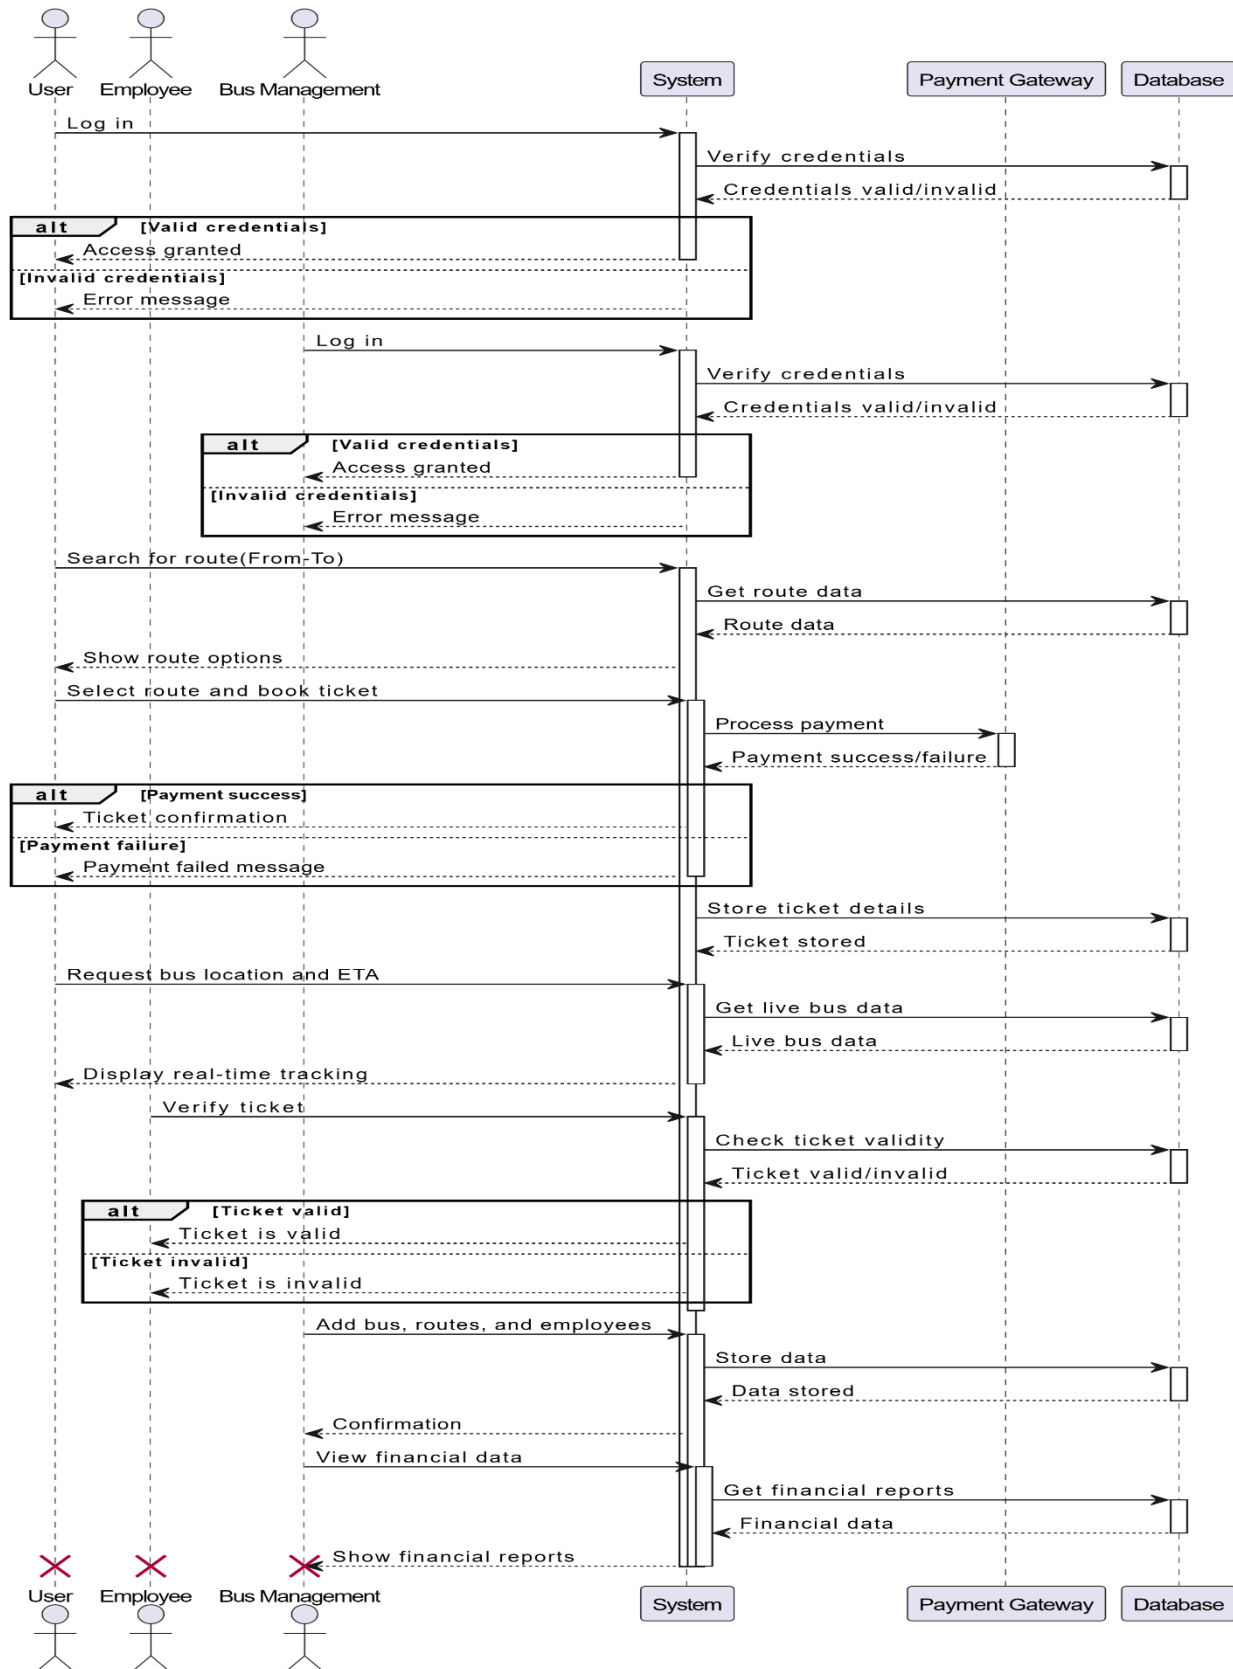 User Employee Bus Management System Payment Gateway Database
Log in
Verify credentials
Credentials valid/invalid
alt [Valid credentials]
Access granted
[Invalid credentials]
Error message
Log in
Verify credentials
Credentials valid/invalid
alt [Valid credentials]
Access granted
[Invalid credentials]
Error message
Search for route(From-To)
Get route data
Route data
Show route options
Select route and book ticket
Process payment
Payment success/failure
alt [Payment success]
Ticket confirmation
[Payment failure]
Payment failed message
Store ticket details
Ticket stored
Request bus location and ETA
Get live bus data
Live bus data
Display real-time tracking
Verify ticket
Check ticket validity
Ticket valid/invalid
alt [Ticket valid]
Ticket is valid
[Ticket invalid]
Ticket is invalid
Add bus, routes, and employees
Store data
Data stored
Confirmation
View financial data
Get financial reports
Financial data
Show financial reports
User Employee Bus Management System Payment Gateway Database